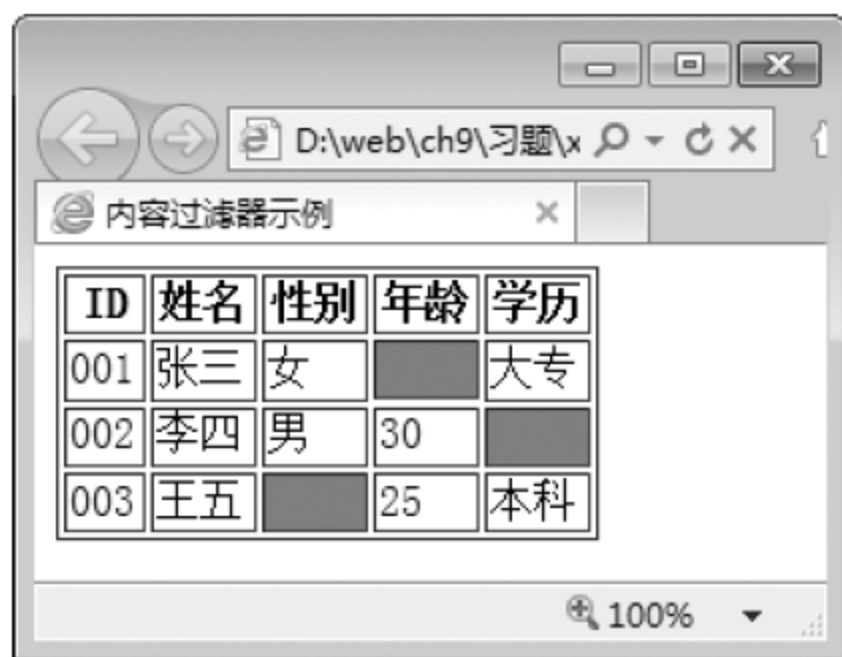 D:\web\ch9\习题\x
内容过滤器示例
ID 姓名 性别 年龄 学历
001 张三 女 大专
002 李四 男 30
003 王五 25 本科
100%